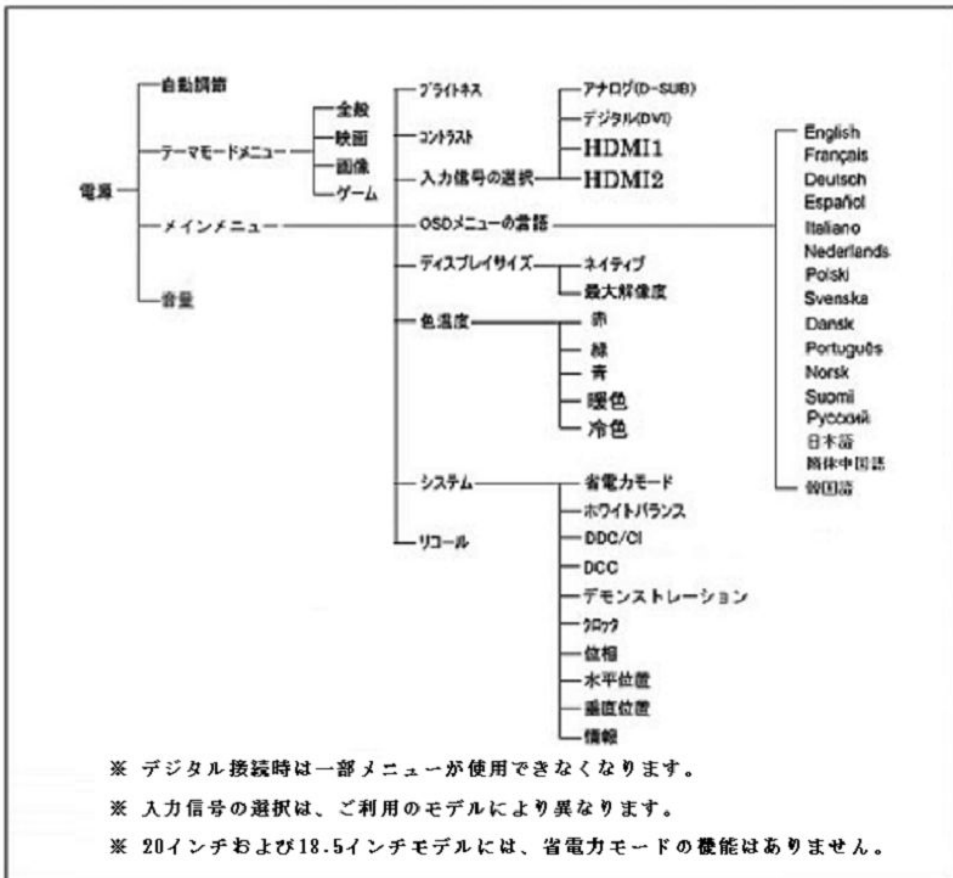 電源
自動調節
テーマモードメニュー
全般
映画
画像
ゲーム
メインメニュー
音量
ブライトネス
コントラスト
入力信号の選択
アナログ(D-SUB)
デジタル(DVI)
HDMI1
HDMI2
OSDメニューの言語
English
Français
Deutsch
Español
Italiano
Nederlands
Polski
Svenska
Dansk
Português
Norsk
Suomi
Русский
日本語
簡体中国語
韓国語
ディスプレイサイズ
ネイティブ
最大解像度
色温度
赤
緑
青
暖色
冷色
システム
省電力モード
ホワイトバランス
DDC/CI
DCC
デモンストレーション
クロック
位相
水平位置
垂直位置
情報
リコール
※ デジタル接続時は一部メニューが使用できなくなります。
※ 入力信号の選択は、ご利用のモデルにより異なります。
※ 20インチおよび18.5インチモデルには、省電力モードの機能はありません。